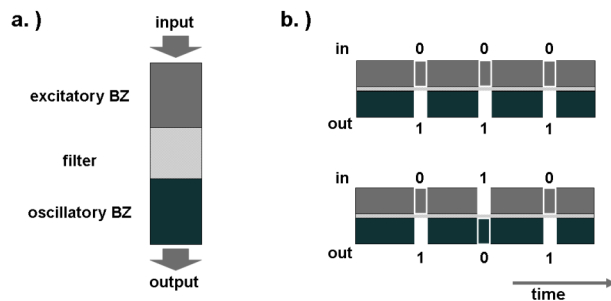 a. )
input
excitatory BZ
filter
oscillatory BZ
output
b. )
in 0 0 0
out 1 1 1
in 0 1 0
out 1 0 1
time